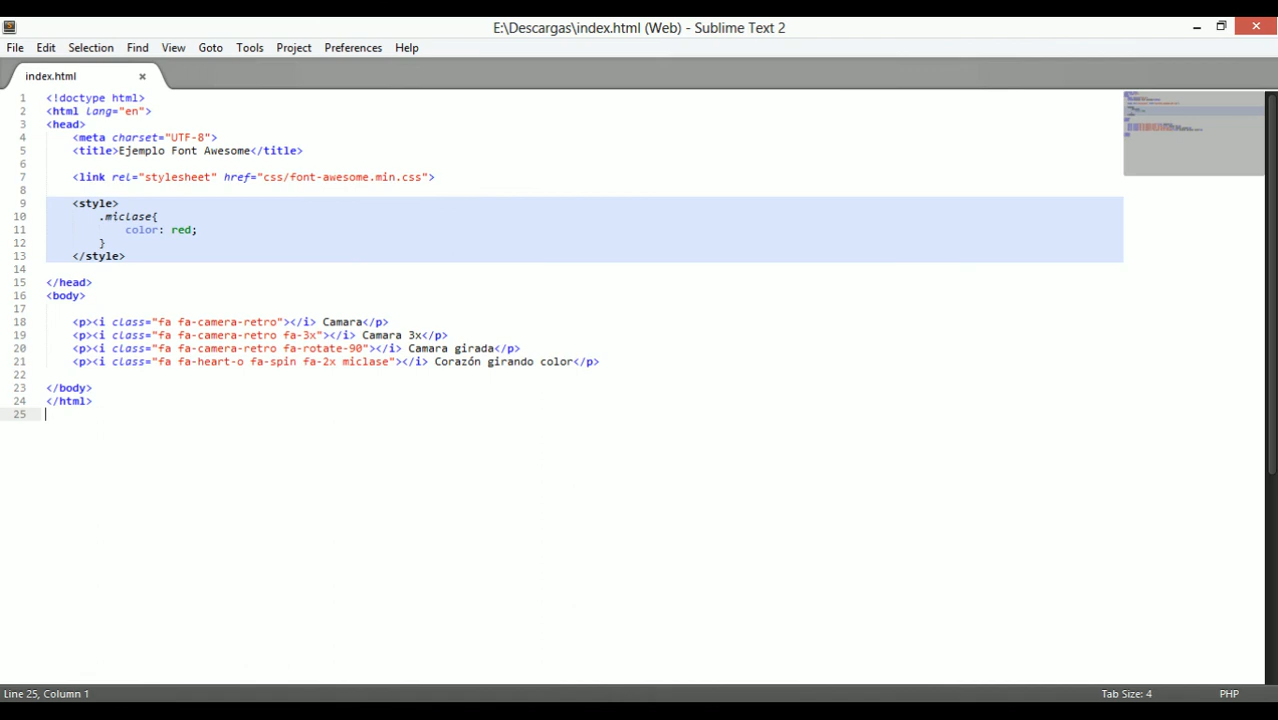 E:\Descargas\index.html (Web) - Sublime Text 2
File Edit Selection Find View Goto Tools Project Preferences Help
index.html
1 <!doctype html>
2 <html lang="en">
3 <head>
4 <meta charset="UTF-8">
5 <title>Ejemplo Font Awesome</title>
6
7 <link rel="stylesheet" href="css/font-awesome.min.css">
8
9 <style>
10 .miclase{
11 color: red;
12 }
13 </style>
14
15 </head>
16 <body>
17
18 <p><i class="fa fa-camera-retro"></i> Camara</p>
19 <p><i class="fa fa-camera-retro fa-3x"></i> Camara 3x</p>
20 <p><i class="fa fa-camera-retro fa-rotate-90"></i> Camara girada</p>
21 <p><i class="fa fa-heart-o fa-spin fa-2x miclase"></i> Corazón girando color</p>
22
23 </body>
24 </html>
25
Line 25, Column 1 Tab Size: 4 PHP